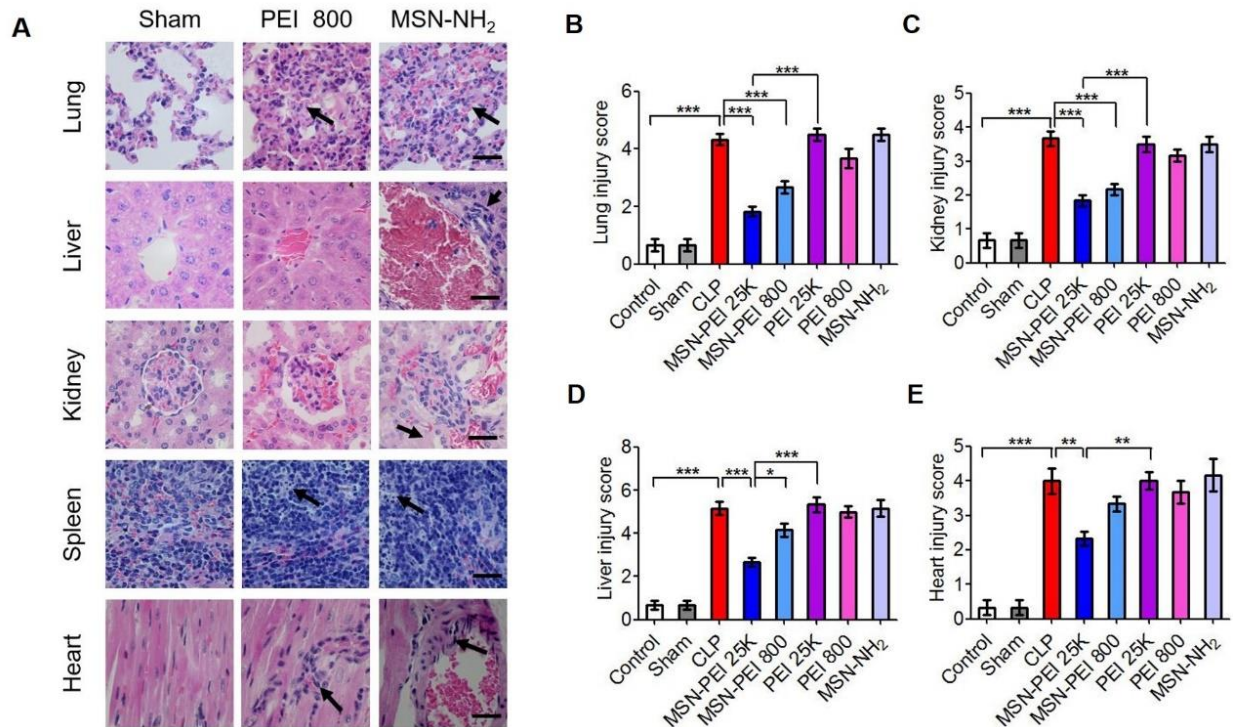 A
Sham PEI 800 MSN-NH₂
Lung
Liver
Kidney
Spleen
Heart
B
Lung injury score
6
4
2
0
***
***
***
***
Control Sham CLP MSN-PEI 25K MSN-PEI 800 PEI 25K PEI 800 MSN-NH₂
C
Kidney injury score
5
4
3
2
1
0
***
***
***
***
Control Sham CLP MSN-PEI 25K MSN-PEI 800 PEI 25K PEI 800 MSN-NH₂
D
Liver injury score
8
6
4
2
0
***
*** *** *
Control Sham CLP MSN-PEI 25K MSN-PEI 800 PEI 25K PEI 800 MSN-NH₂
E
Heart injury score
5
4
3
2
1
0
*** ** **
Control Sham CLP MSN-PEI 25K MSN-PEI 800 PEI 25K PEI 800 MSN-NH₂